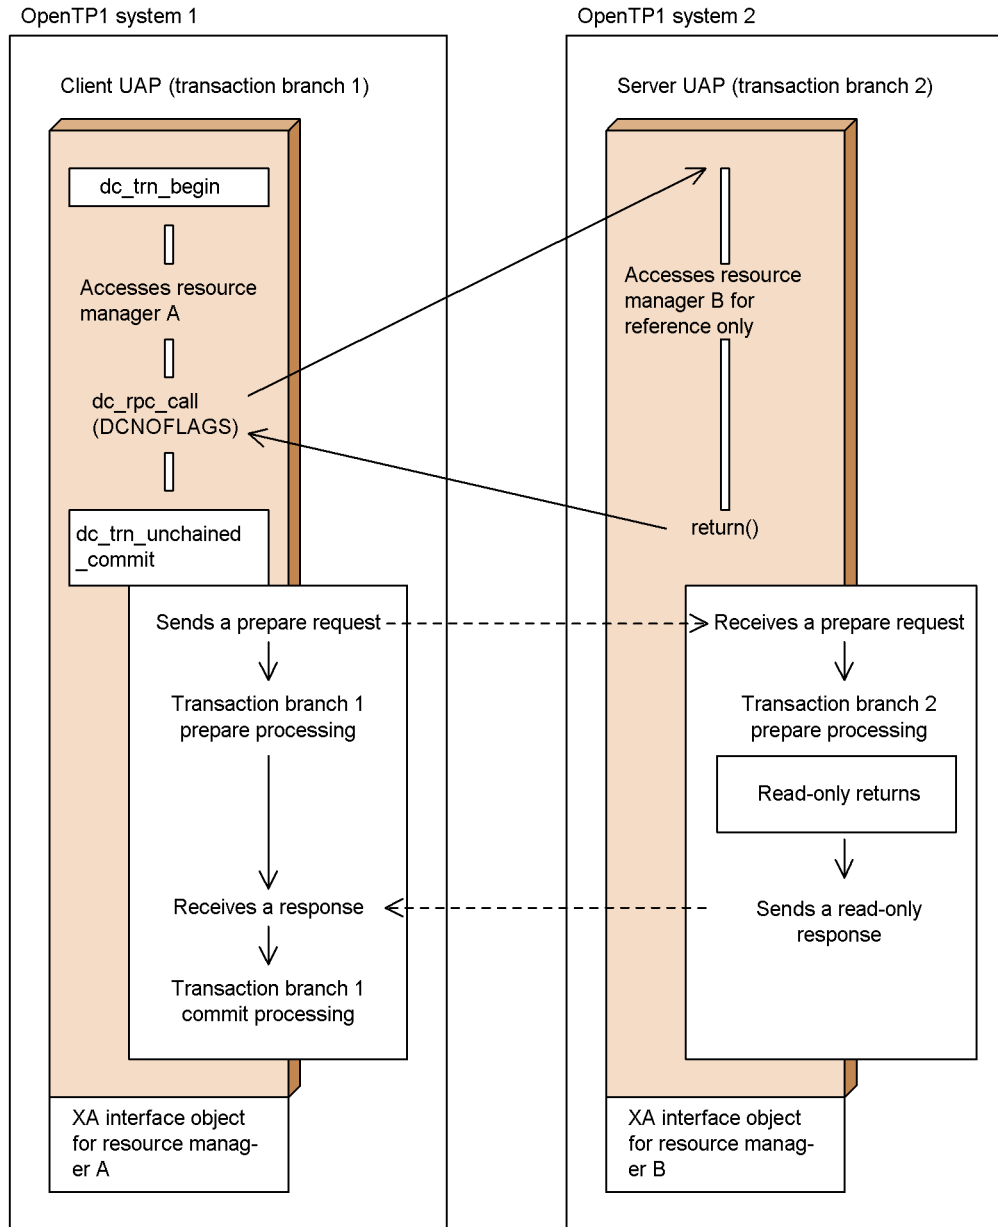 OpenTP1 system 1
Client UAP (transaction branch 1)
dc_trn_begin
Accesses resource
manager A
dc_rpc_call
(DCNOFLAGS)
dc_trn_unchained
_commit
Sends a prepare request
Transaction branch 1
prepare processing
Receives a response
Transaction branch 1
commit processing
XA interface object
for resource manag-
er A
OpenTP1 system 2
Server UAP (transaction branch 2)
Accesses resource
manager B for
reference only
return()
Receives a prepare request
Transaction branch 2
prepare processing
Read-only returns
Sends a read-only
response
XA interface object
for resource manag-
er B